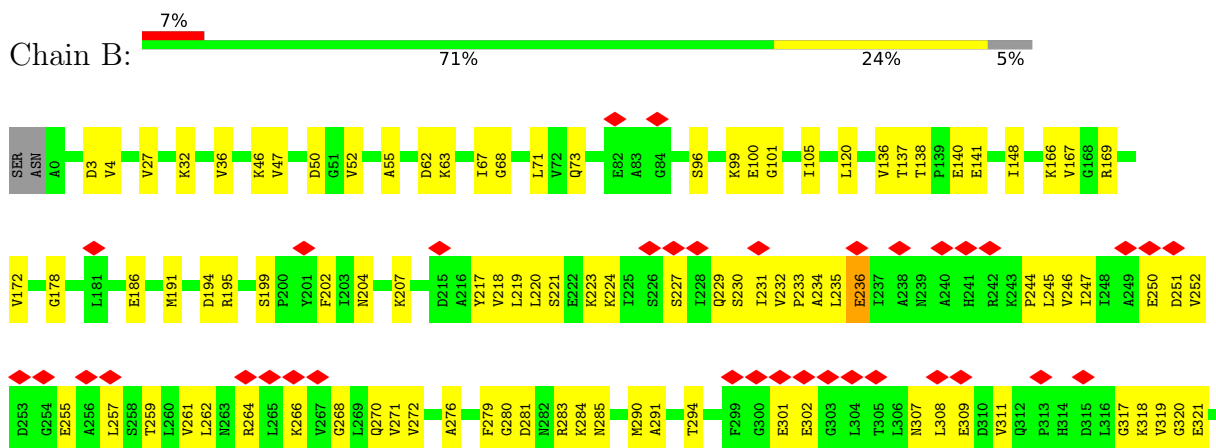 7%
Chain B:
71% 24% 5%
SER ASN A0 D3 V4 V27 K32 V36 K46 V47 D50 G51 V52 A55 D62 K63 I67 G68 L71 V72 Q73 E82 A83 G84 S96 K99 E100 G101 I105 L120 V136 T137 T138 P139 E140 E141 I148 K166 V167 G168 R169
V172 G178 L181 E186 M191 D194 R195 S199 P200 Y201 F202 I203 N204 K207 D215 A216 Y217 V218 L219 L220 S221 E222 K223 K224 I225 S226 S227 I228 Q229 S230 I231 V232 P233 A234 L235 E236 I237 A238 N239 A240 H241 R242 K243 P244 L245 V246 I247 I248 A249 E250 D251 V252
D253 G254 E255 A256 L257 S258 T259 L260 V261 L262 N263 R264 L265 K266 V267 G268 L269 Q270 V271 V272 A276 F279 G280 D281 N282 R283 K284 N285 M290 A291 T294 F299 G300 E301 E302 G303 L304 T305 L306 N307 L308 E309 D310 V311 Q312 P313 H314 D315 L316 G317 K318 V319 G320 E321